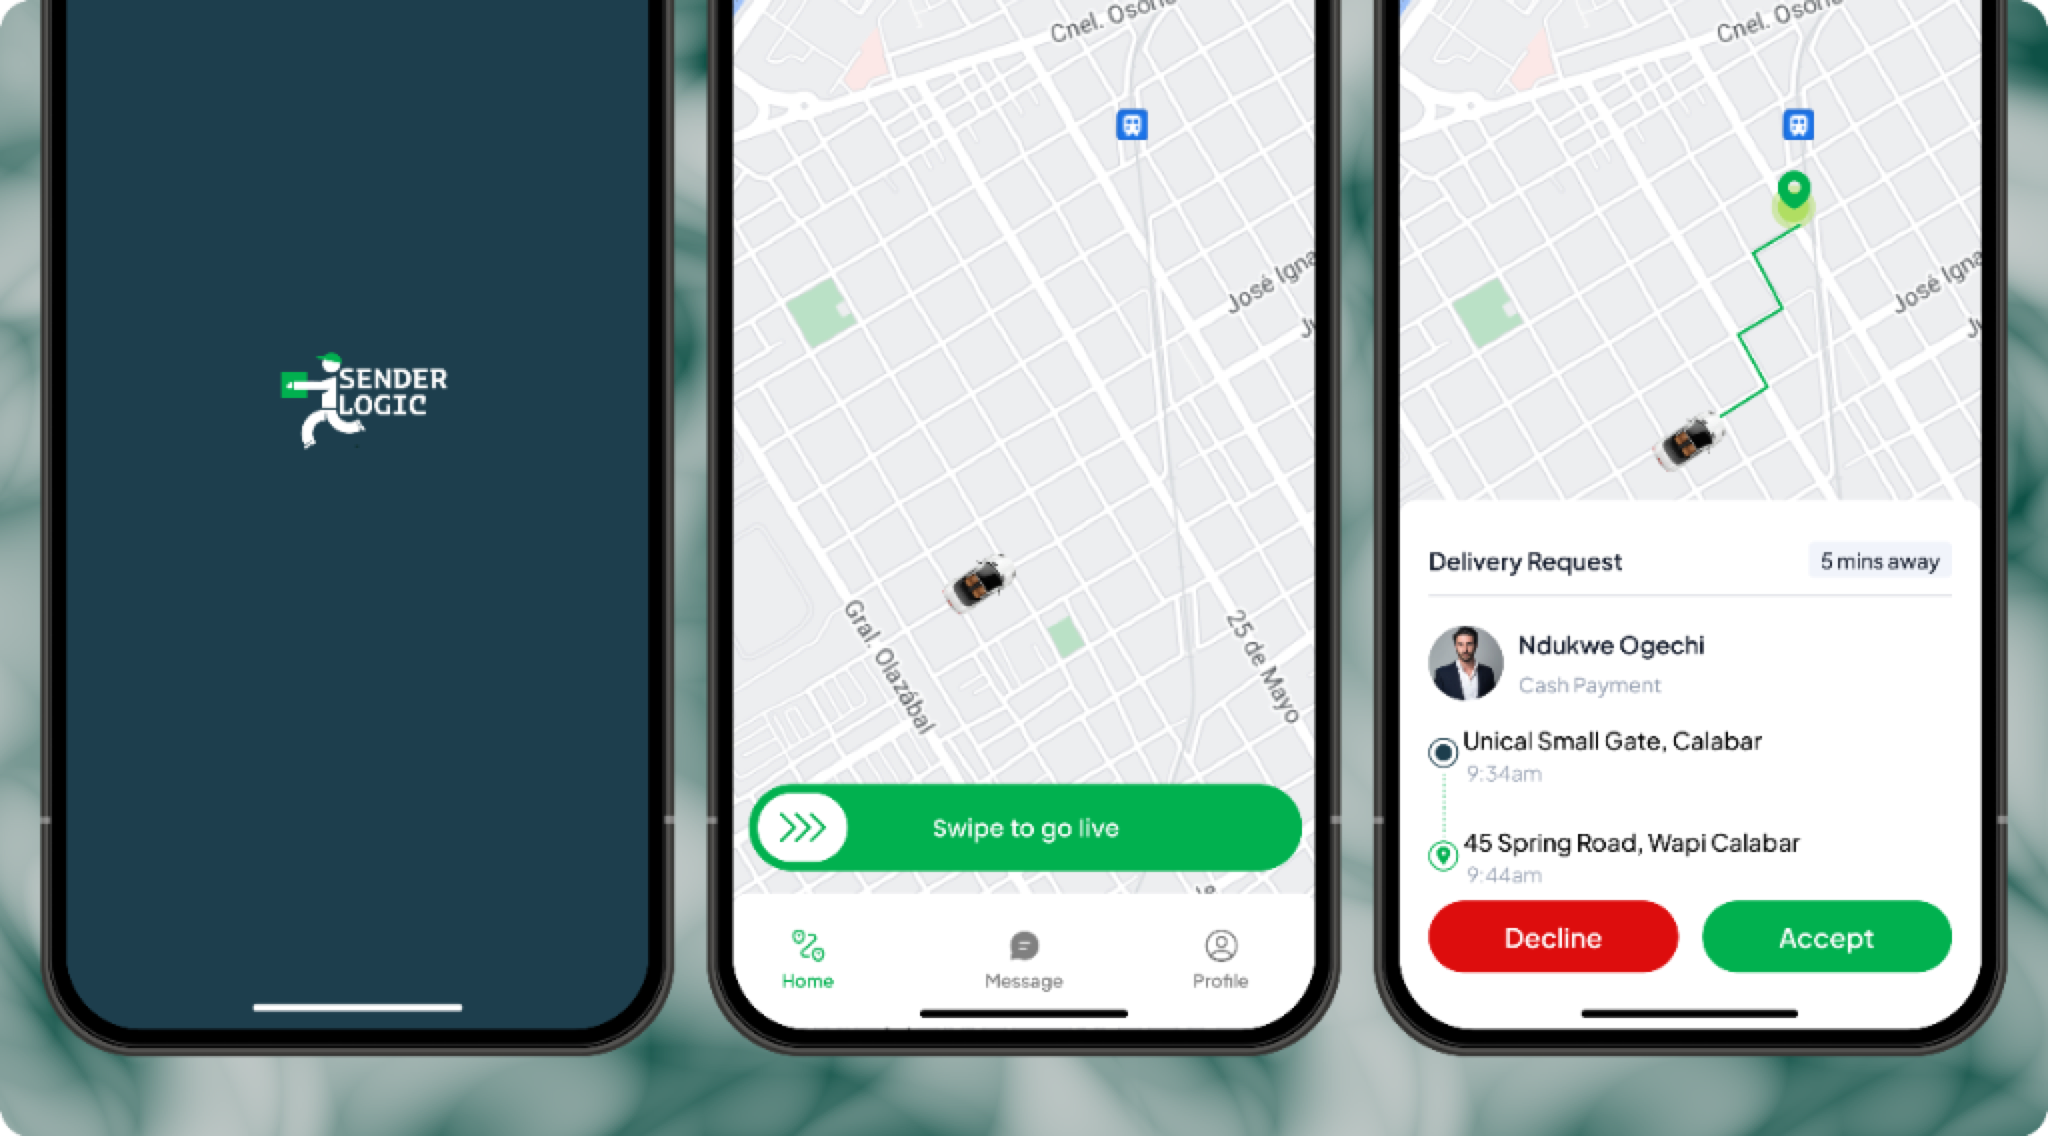 SENDER
LOGIC
Cnel. Osorio
José Igna
25 de Mayo
Gral. Olazábal
Swipe to go live
Home
Message
Profile
José Igna
Delivery Request
5 mins away
Ndukwe Ogechi
Cash Payment
Unical Small Gate, Calabar
9:34am
45 Spring Road, Wapi Calabar
9:44am
Decline
Accept